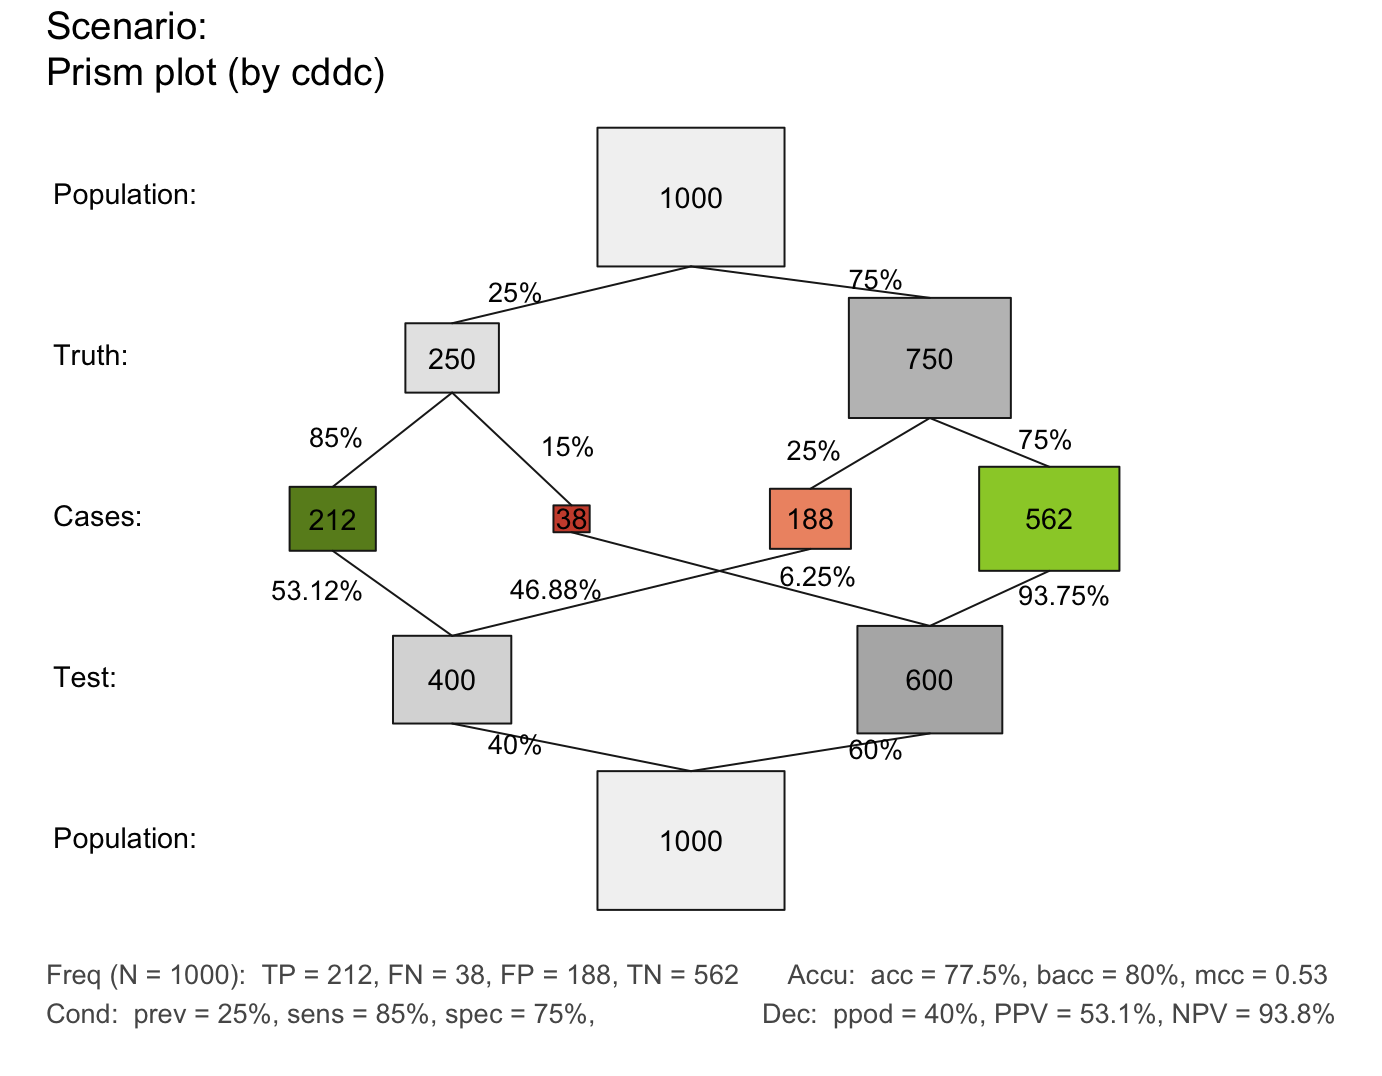 Scenario:
Prism plot (by cddc)
Population:
1000
25%
75%
Truth:
250
750
85%
15%
25%
75%
Cases:
212
38
188
562
53.12%
46.88%
6.25%
93.75%
Test:
400
600
40%
60%
Population:
1000
Freq (N = 1000):  TP = 212, FN = 38, FP = 188, TN = 562
Accu:  acc = 77.5%, bacc = 80%, mcc = 0.53
Cond:  prev = 25%, sens = 85%, spec = 75%,
Dec:  ppod = 40%, PPV = 53.1%, NPV = 93.8%